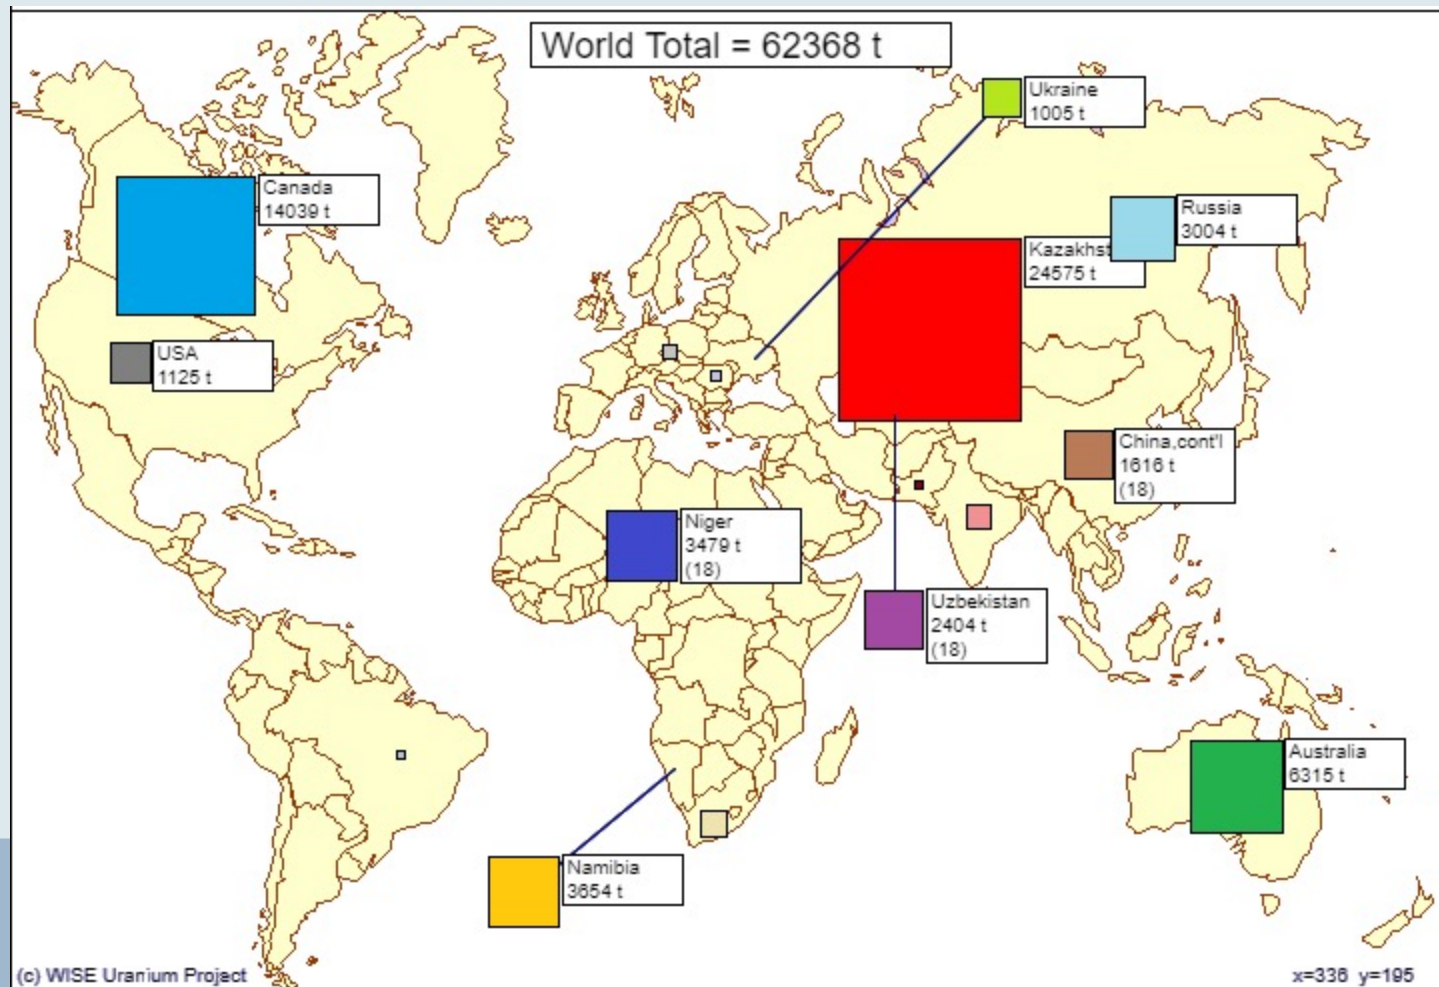 World Total = 62368 t
Ukraine
1005 t
Canada
14039 t
Russia
3004 t
Kazakhst
24575 t
USA
1125 t
China,cont'l
1616 t
(18)
Niger
3479 t
(18)
Uzbekistan
2404 t
(18)
Australia
6315 t
Namibia
3654 t
(c) WISE Uranium Project
x=336 y=195